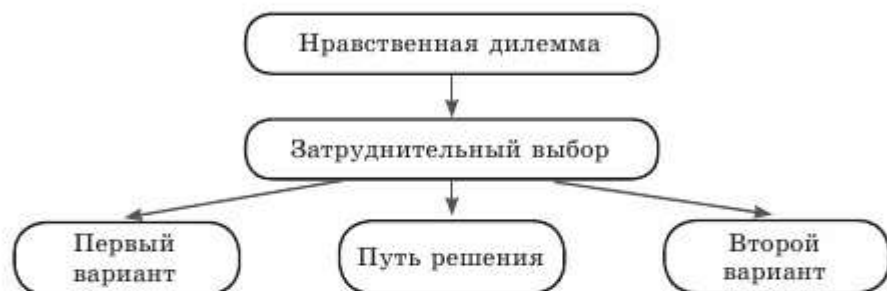 Нравственная дилемма
Затруднительный выбор
Первый
вариант
Путь решения
Второй
вариант